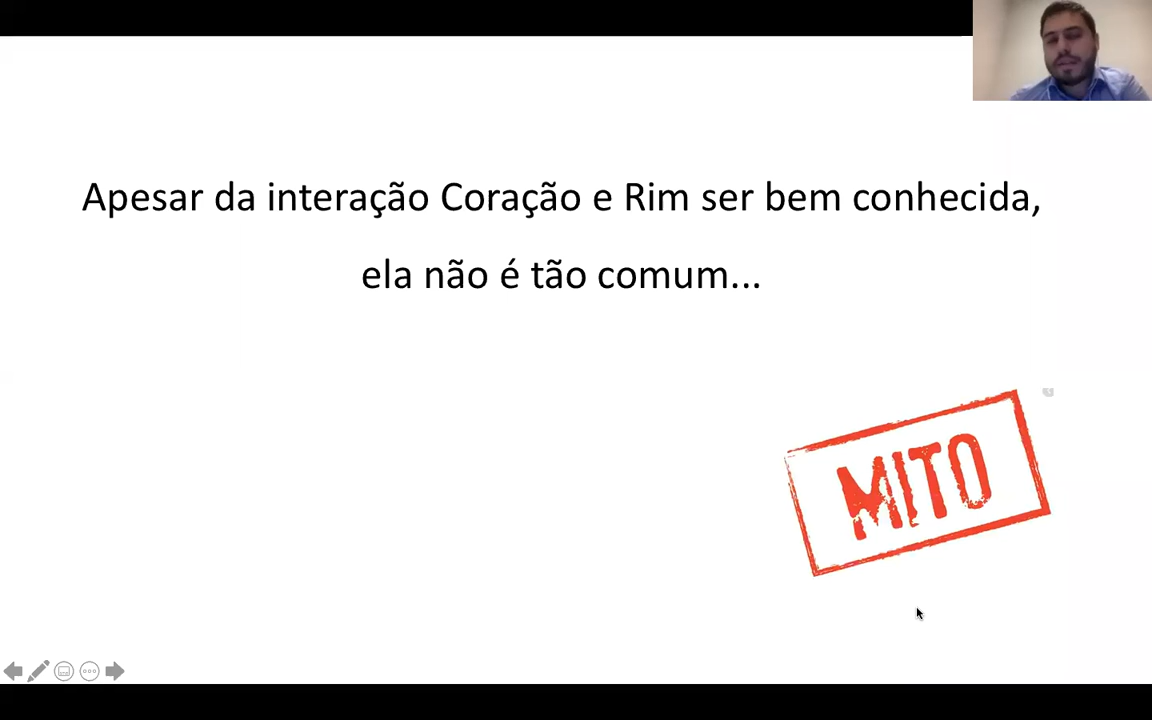 Apesar da interação Coração e Rim ser bem conhecida,
ela não é tão comum...
MITO